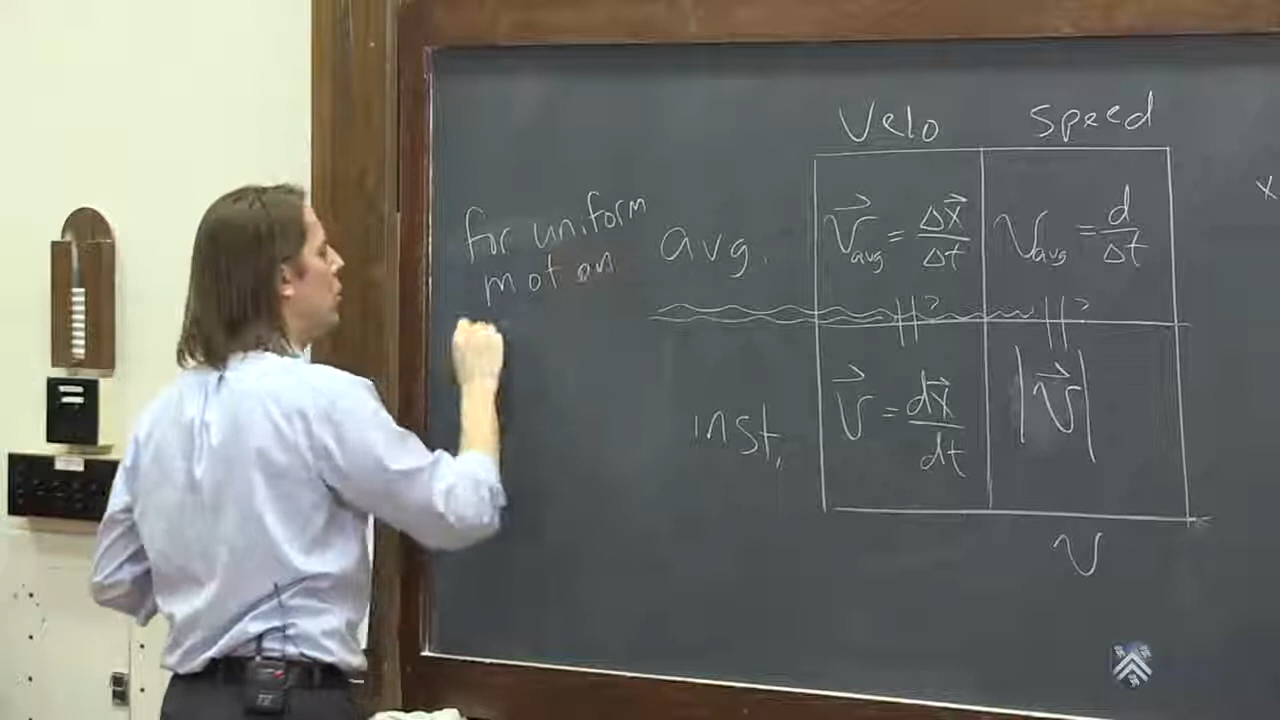 Velo speed
for uniform
motion
avg. v⃗avg = Δx⃗/Δt vavg = d/Δt
|| ? || ?
inst. v⃗ = dx⃗/dt |v⃗|
v
x